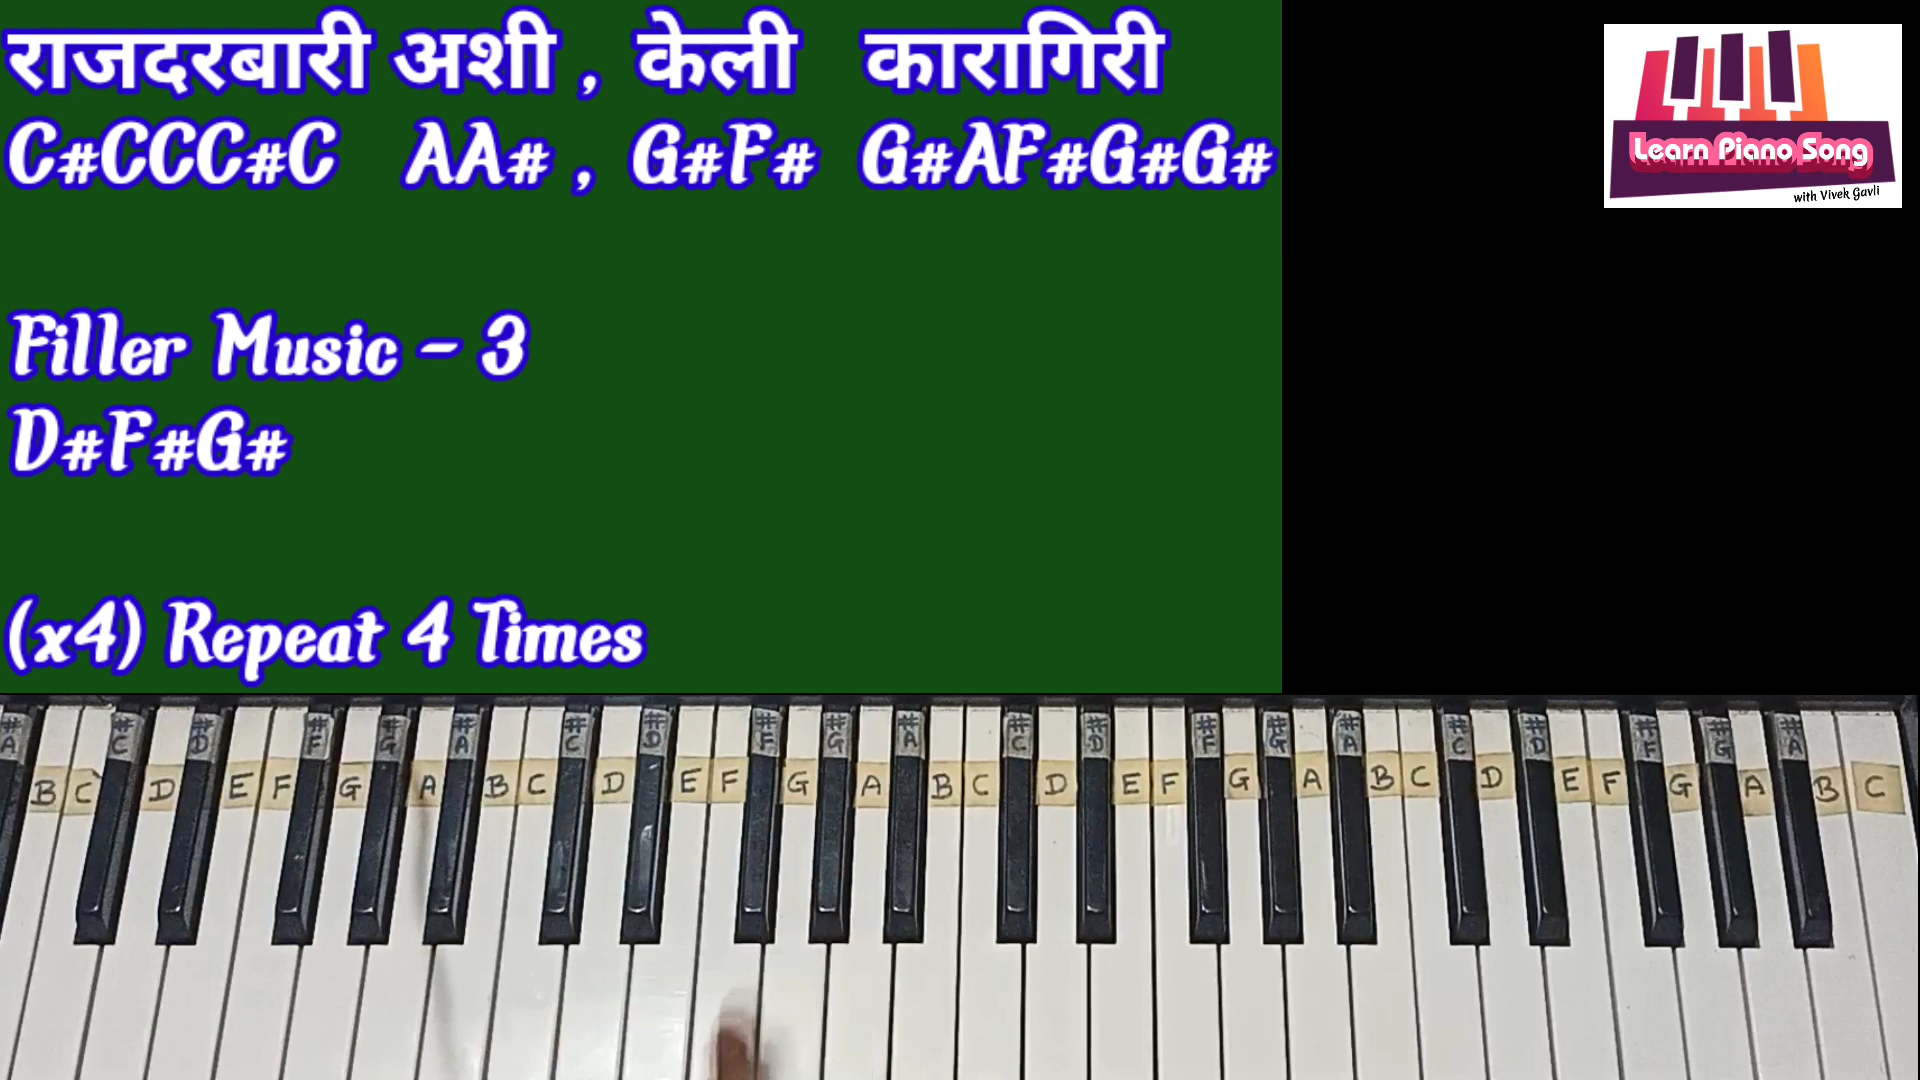 राजदरबारी अशी , केली कारागिरी
C#CCC#C AA# , G#F# G#AF#G#G#
Filler Music - 3
D#F#G#
(x4) Repeat 4 Times
Learn Piano Song
with Vivek Gavli
#A #C #D #F #G #A #C #D #F #G #A #C #D #F #G #A #C #D #F #G #A
B C D E F G A B C D E F G A B C D E F G A B C D E F G A B C